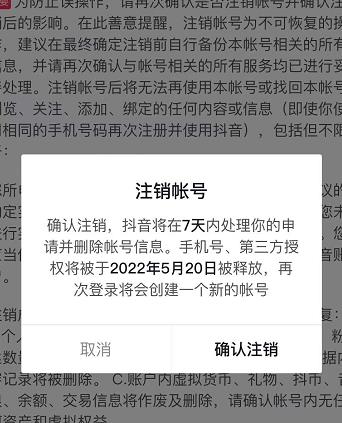 为防止误操作，请再次确认是否注销帐号并确认注
后的影响。在此善意提醒，注销帐号为不可恢复的操
，建议在最终确定注销前自行备份本帐号相关的所有
信息，并请再次确认与帐号相关的所有服务均已进行妥
处理。注销帐号后将无法再使用本帐号或找回本帐号
浏览、关注、添加、绑定的任何内容或信息（即使你使
相同的手机号码再次注册并使用抖音），包括但不限
：
注销帐号
确认注销，抖音将在7天内处理你的申
请并删除帐号信息。手机号、第三方授
权将被于2022年5月20日被释放，再
次登录将会创建一个新的帐号
取消
确认注销
记录将被删除。 C.账户内虚拟货币、礼物、抖币、
、余额、交易信息将作废及删除，请确认帐号内无任
资产和虚拟权益